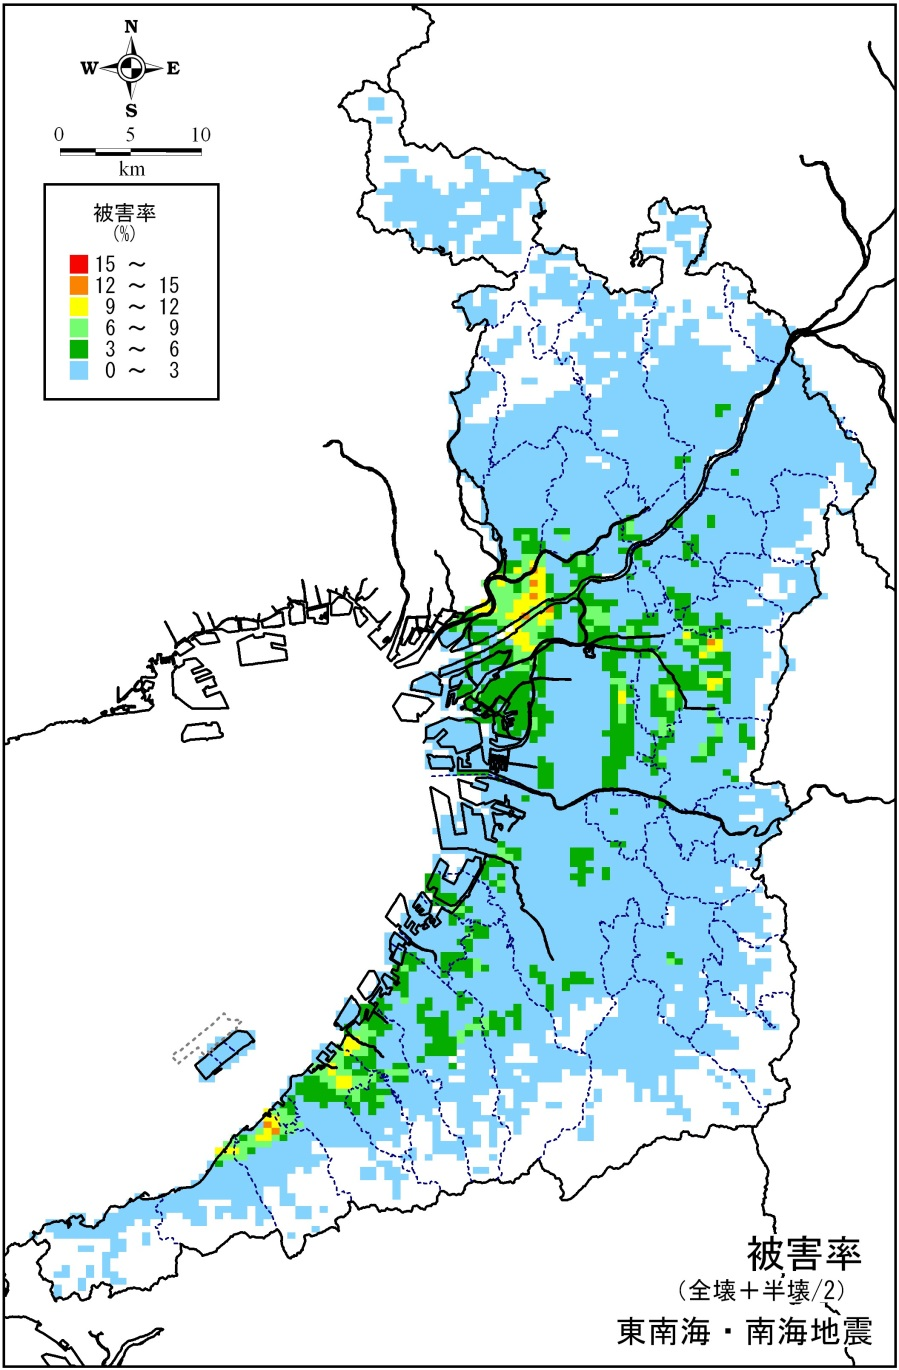 N
W E
S
0 5 10
km
被害率
(%)
15 ～
12 ～ 15
9 ～ 12
6 ～ 9
3 ～ 6
0 ～ 3
被害率
(全壊＋半壊/2)
東南海・南海地震